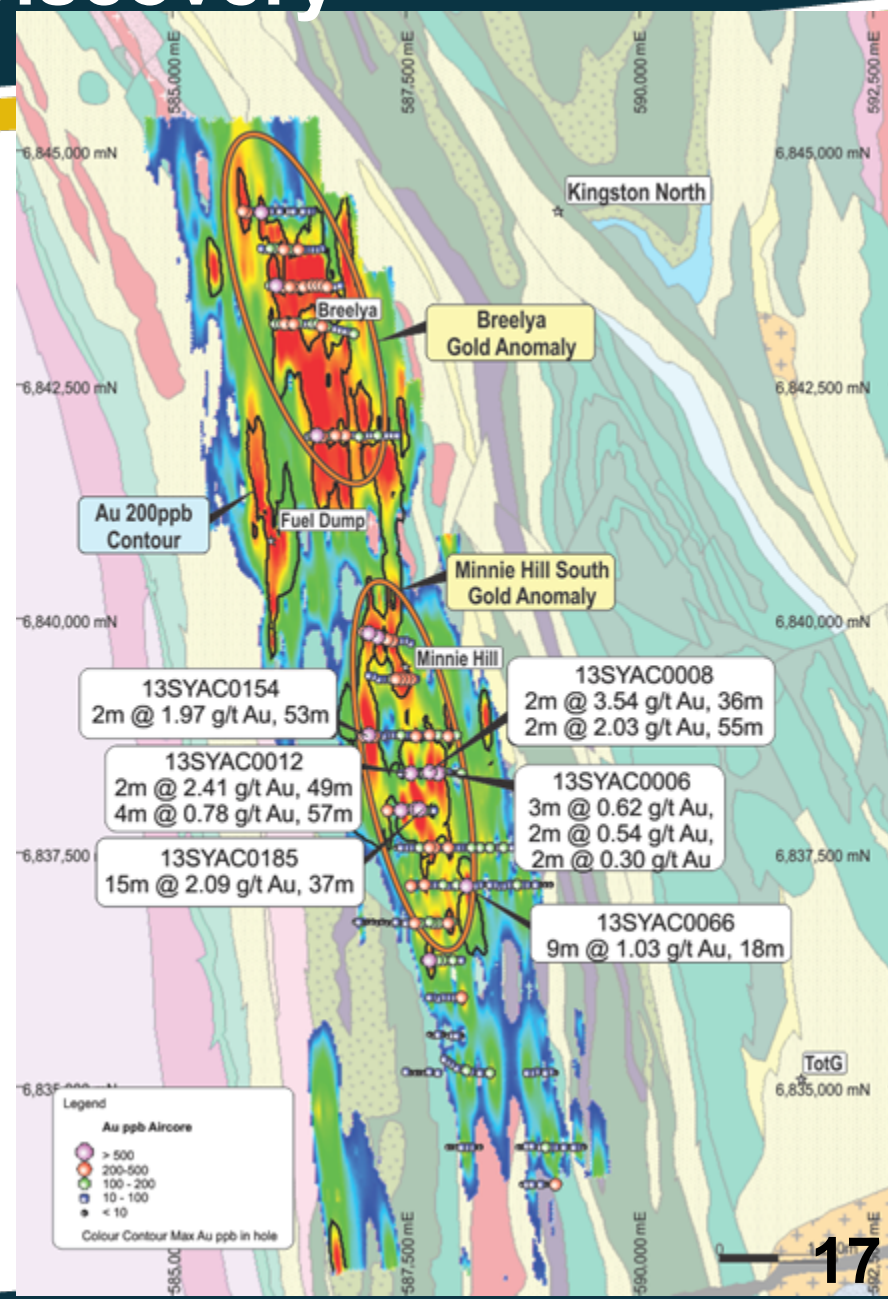 585,000 mE
587,500 mE
590,000 mE
592,500 mE
6,845,000 mN
6,845,000 mN
Kingston North
Breelya
Breelya
Gold Anomaly
6,842,500 mN
6,842,500 mN
Au 200ppb
Contour
Fuel Dump
Minnie Hill South
Gold Anomaly
6,840,000 mN
6,840,000 mN
Minnie Hill
13SYAC0154
2m @ 1.97 g/t Au, 53m
13SYAC0008
2m @ 3.54 g/t Au, 36m
2m @ 2.03 g/t Au, 55m
13SYAC0012
2m @ 2.41 g/t Au, 49m
4m @ 0.78 g/t Au, 57m
13SYAC0006
3m @ 0.62 g/t Au,
2m @ 0.54 g/t Au,
2m @ 0.30 g/t Au
6,837,500
6,837,500 mN
13SYAC0185
15m @ 2.09 g/t Au, 37m
13SYAC0066
9m @ 1.03 g/t Au, 18m
TotG
6,835,000 mN
Legend
Au ppb Aircore
> 500
200-500
100 - 200
10 - 100
< 10
Colour Contour Max Au ppb in hole
587,500 mE
590,000 mE
0
17